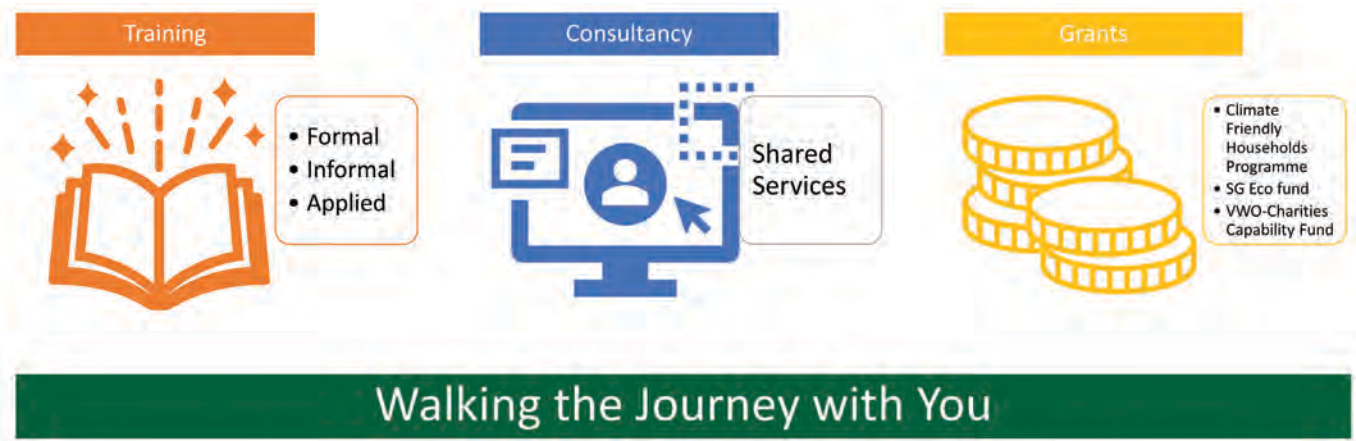 Training
• Formal
• Informal
• Applied
Consultancy
Shared
Services
Grants
• Climate
Friendly
Households
Programme
• SG Eco fund
• VWO-Charities
Capability Fund
Walking the Journey with You